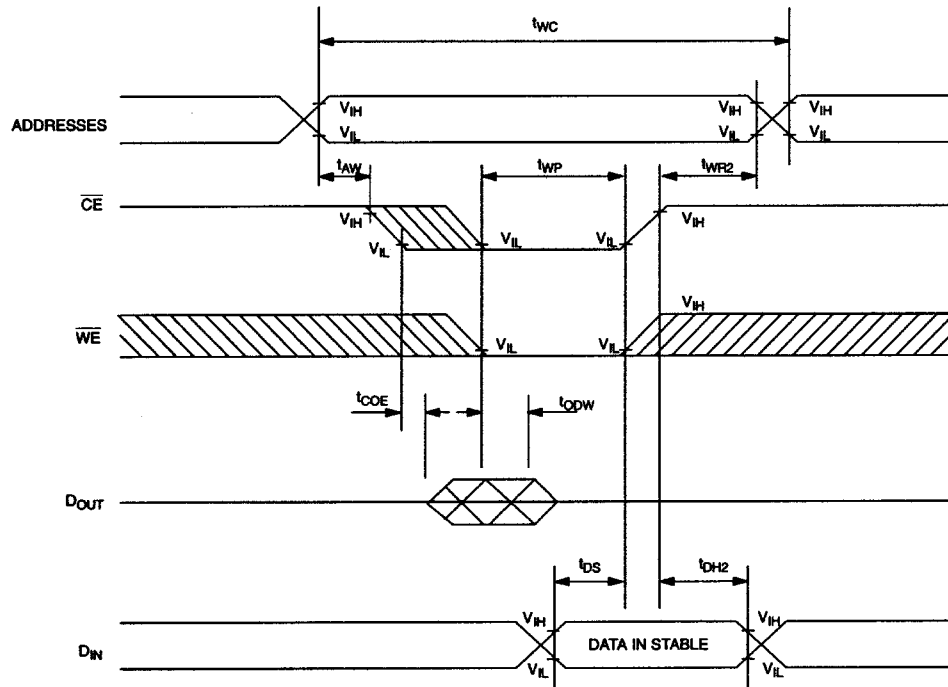 tWC
VIH VIH VIH
ADDRESSES
VIL VIL VIL
tAW tWP tWR2
CE
VIH VIH
VIL VIL VIL
VIH
WE
VIL VIL
tCOE tODW
DOUT
tDS tDH2
VIH DATA IN STABLE VIH
DIN
VIL VIL